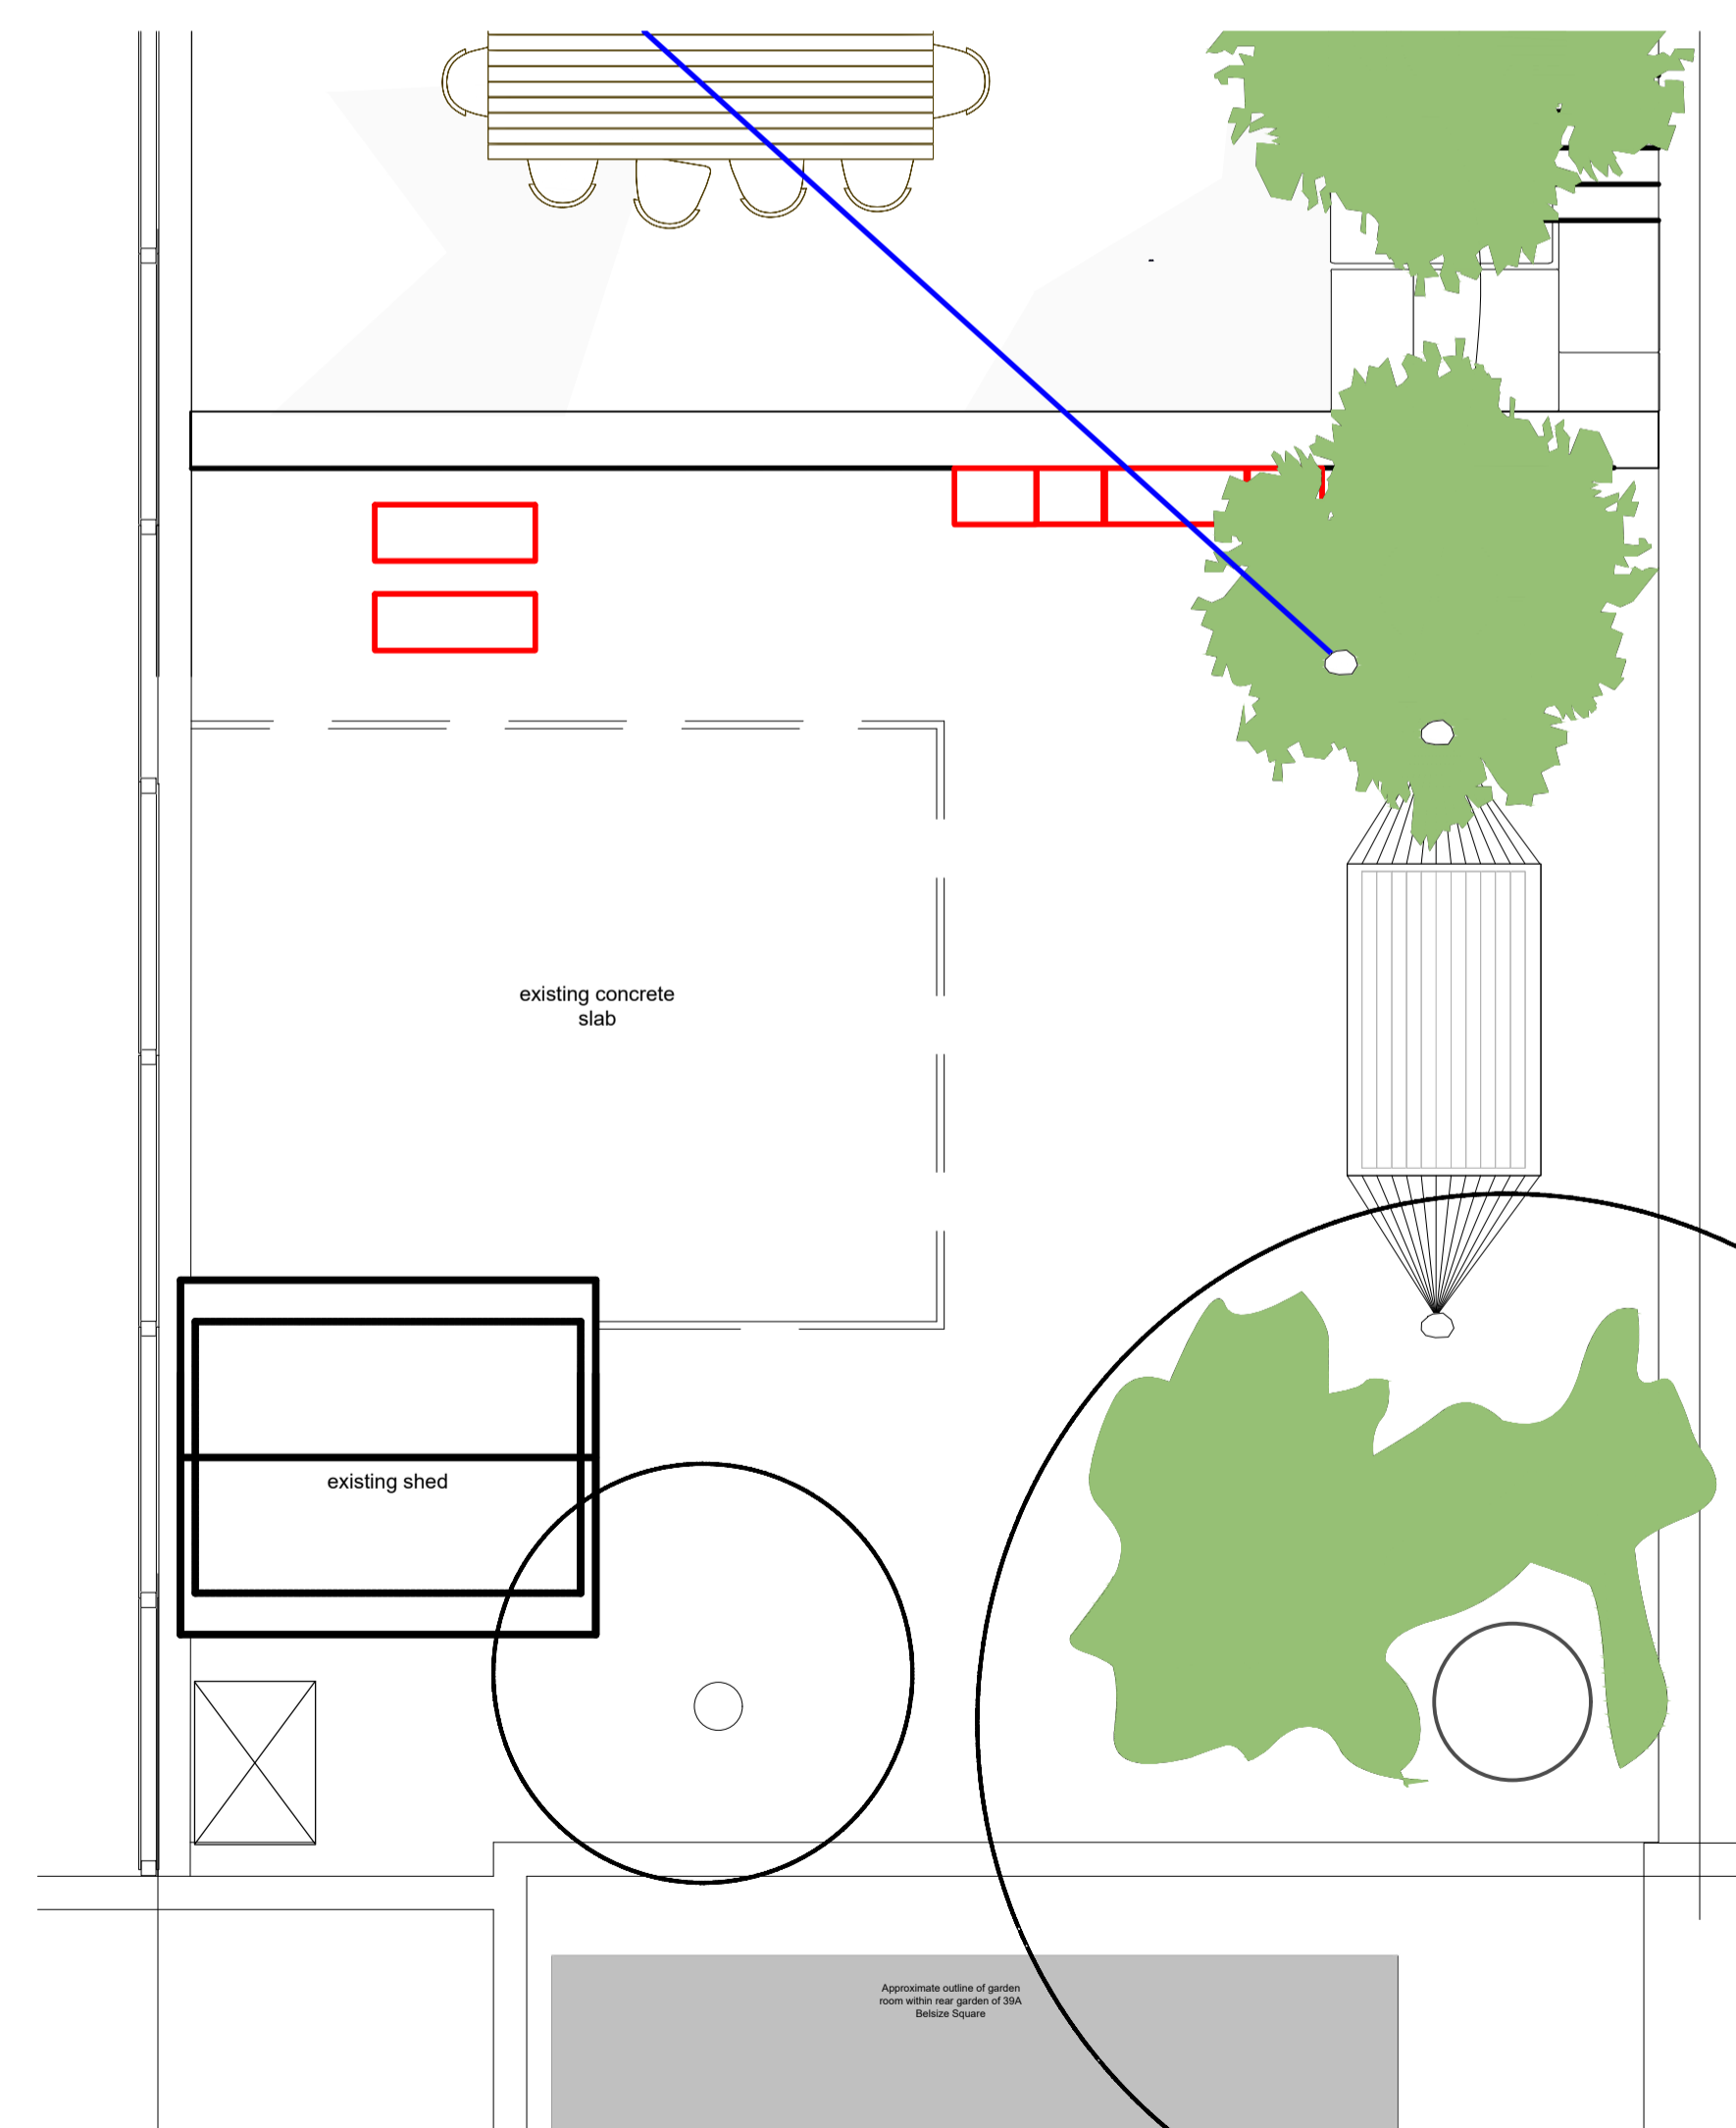 existing concrete
slab
existing shed
Approximate outline of garden
room within rear garden of 39A
Belsize Square